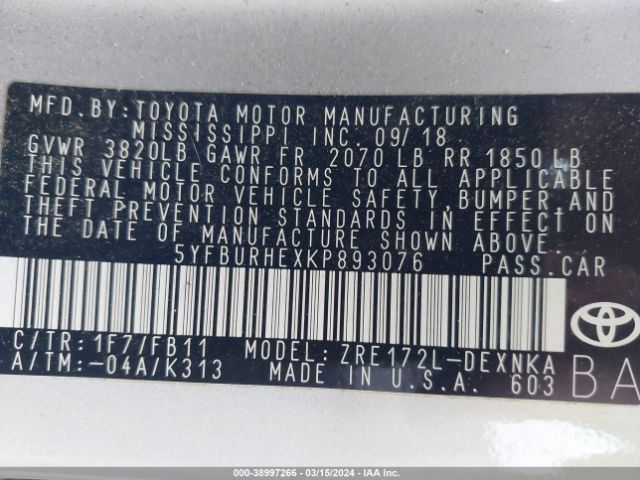 MFD.BY:TOYOTA MOTOR MANUFACTURING
MISSISSIPPI INC. 09/18
GVWR 3820LB GAWR FR 2070 LB RR 1850 LB
THIS VEHICLE CONFORMS TO ALL APPLICABLE
FEDERAL MOTOR VEHICLE SAFETY,BUMPER,AND
THEFT PREVENTION STANDARDS IN EFFECT ON
THE DATE OF MANUFACTURE SHOWN ABOVE.
5YFBURHEXKP893076 PASS.CAR
C/TR:1F7/FB11 MODEL:ZRE172L-DEXNKA
A/TM:-04A/K313 MADE IN U.S.A. 603
BA
000-38997266 | 03/15/2024 | IAA Inc.